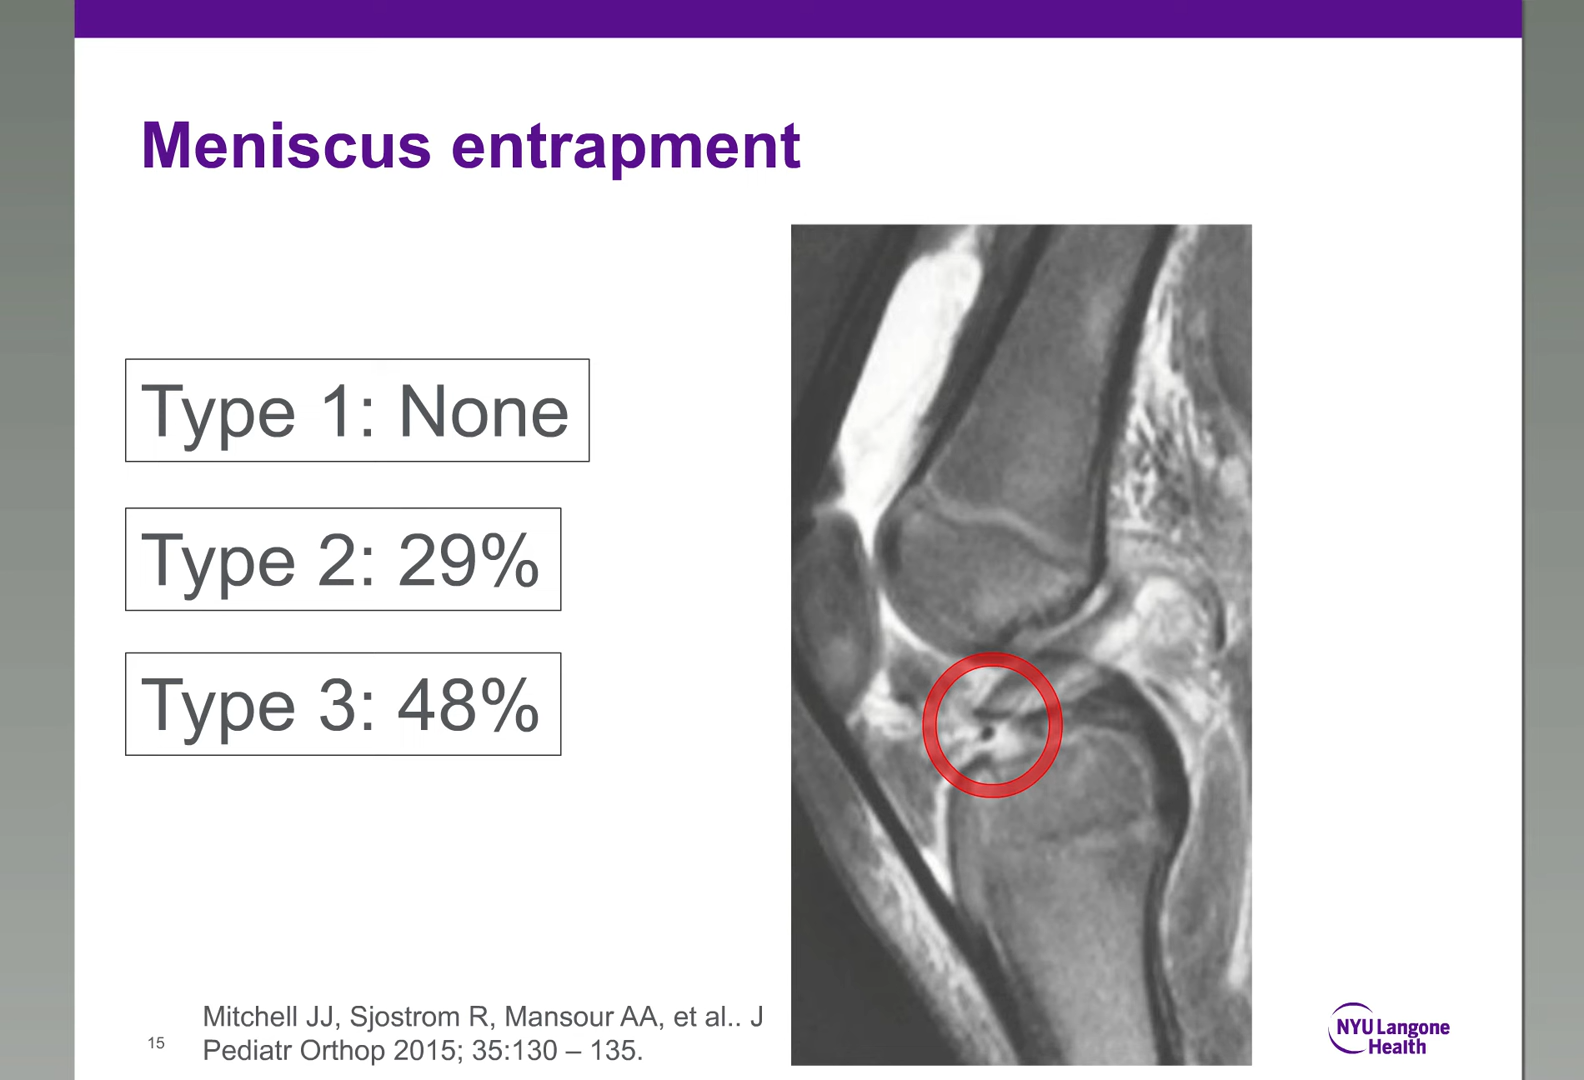 Meniscus entrapment
Type 1: None
Type 2: 29%
Type 3: 48%
Mitchell JJ, Sjostrom R, Mansour AA, et al.. J
Pediatr Orthop 2015; 35:130 – 135.
15
NYU Langone
Health